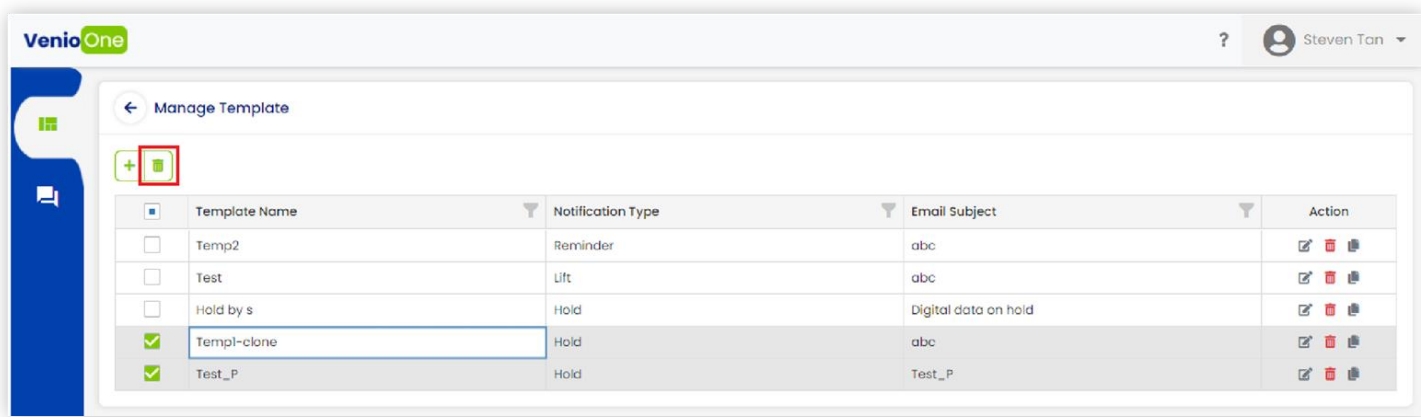 VenioOne
? Steven Tan
Manage Template
Template Name Notification Type Email Subject Action
Temp2 Reminder abc
Test Lift abc
Hold by s Hold Digital data on hold
Temp1-clone Hold abc
Test_P Hold Test_P